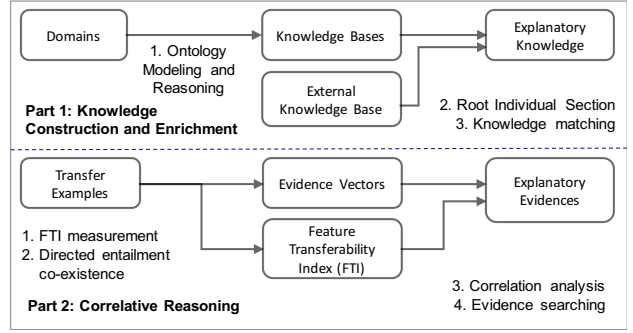 Domains
Knowledge Bases
Explanatory
Knowledge
1. Ontology
Modeling and
Reasoning
External
Knowledge Base
Part 1: Knowledge
Construction and Enrichment
2. Root Individual Section
3. Knowledge matching
Transfer
Examples
Evidence Vectors
Explanatory
Evidences
1. FTI measurement
2. Directed entailment
co-existence
Feature
Transferability
Index (FTI)
3. Correlation analysis
4. Evidence searching
Part 2: Correlative Reasoning